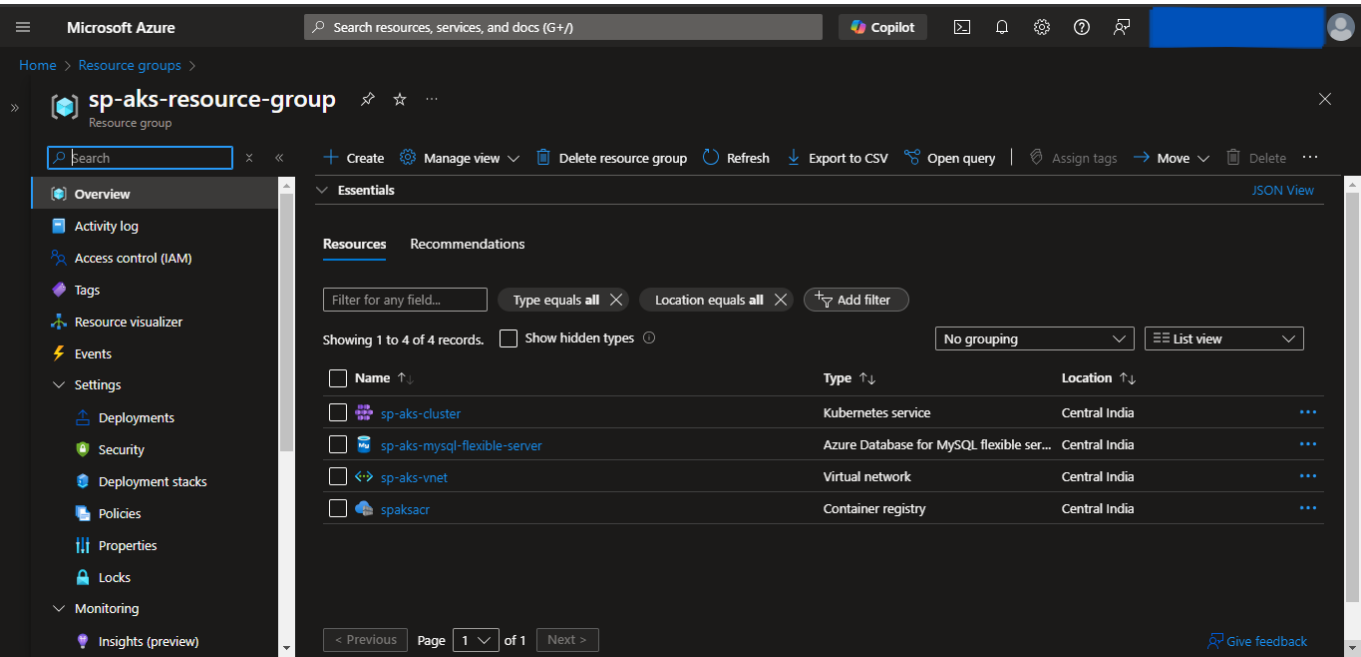 Microsoft Azure
Search resources, services, and docs (G+/)
Copilot
Home > Resource groups >
sp-aks-resource-group
Resource group
Search
Create
Manage view
Delete resource group
Refresh
Export to CSV
Open query
Assign tags
Move
Delete
Overview
Activity log
Access control (IAM)
Tags
Resource visualizer
Events
Settings
Deployments
Security
Deployment stacks
Policies
Properties
Locks
Monitoring
Insights (preview)
Essentials
JSON View
Resources Recommendations
Filter for any field...
Type equals all
Location equals all
Add filter
Showing 1 to 4 of 4 records.
Show hidden types
No grouping
List view
Name Type Location
sp-aks-cluster Kubernetes service Central India
sp-aks-mysql-flexible-server Azure Database for MySQL flexible ser... Central India
sp-aks-vnet Virtual network Central India
spaksacr Container registry Central India
< Previous Page 1 of 1 Next >
Give feedback